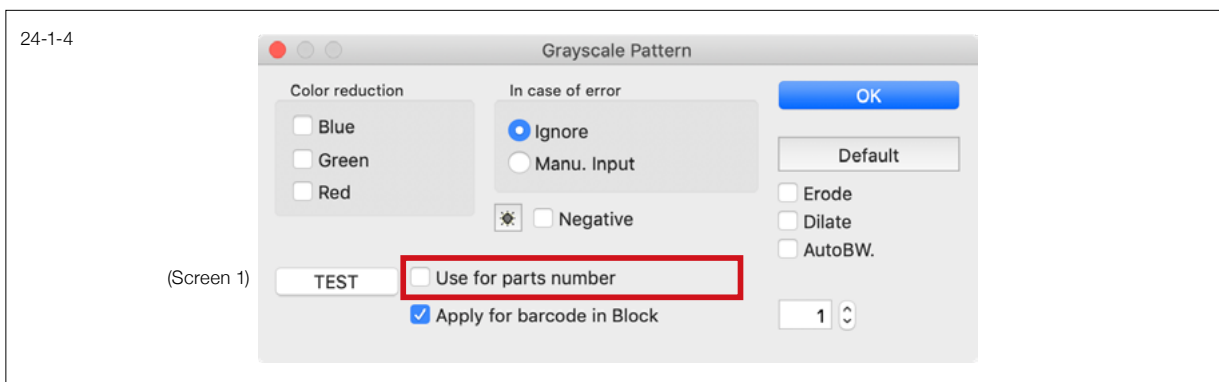 24-1-4
Grayscale Pattern
Color reduction
Blue
Green
Red
In case of error
Ignore
Manu. Input
Negative
OK
Default
Erode
Dilate
AutoBW.
(Screen 1)
TEST
Use for parts number
Apply for barcode in Block
1